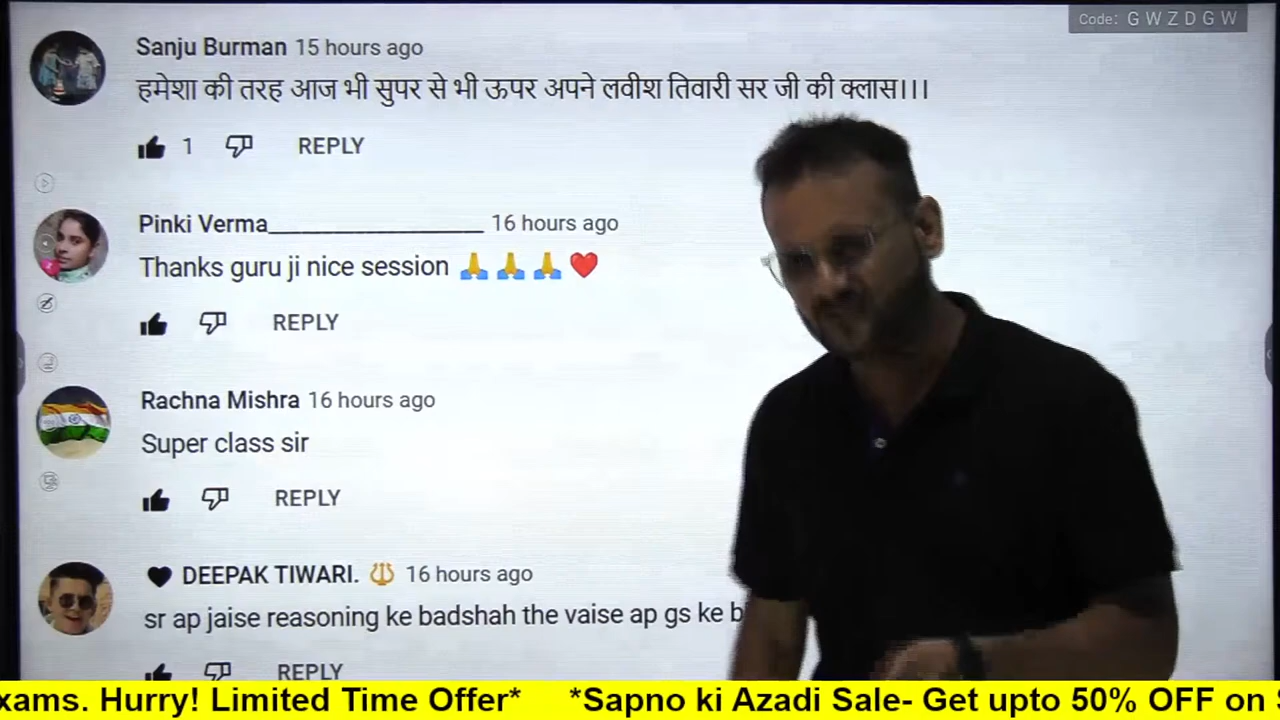 Code: G W Z D G W
Sanju Burman 15 hours ago
हमेशा की तरह आज भी सुपर से भी ऊपर अपने लवीश तिवारी सर जी की क्लास।।।
1 REPLY
Pinki Verma__________________ 16 hours ago
Thanks guru ji nice session 🙏 🙏 🙏 ❤️
REPLY
Rachna Mishra 16 hours ago
Super class sir
REPLY
🖤 DEEPAK TIWARI. 🔱 16 hours ago
sr ap jaise reasoning ke badshah the vaise ap gs ke b
REPLY
xams. Hurry! Limited Time Offer* *Sapno ki Azadi Sale- Get upto 50% OFF on